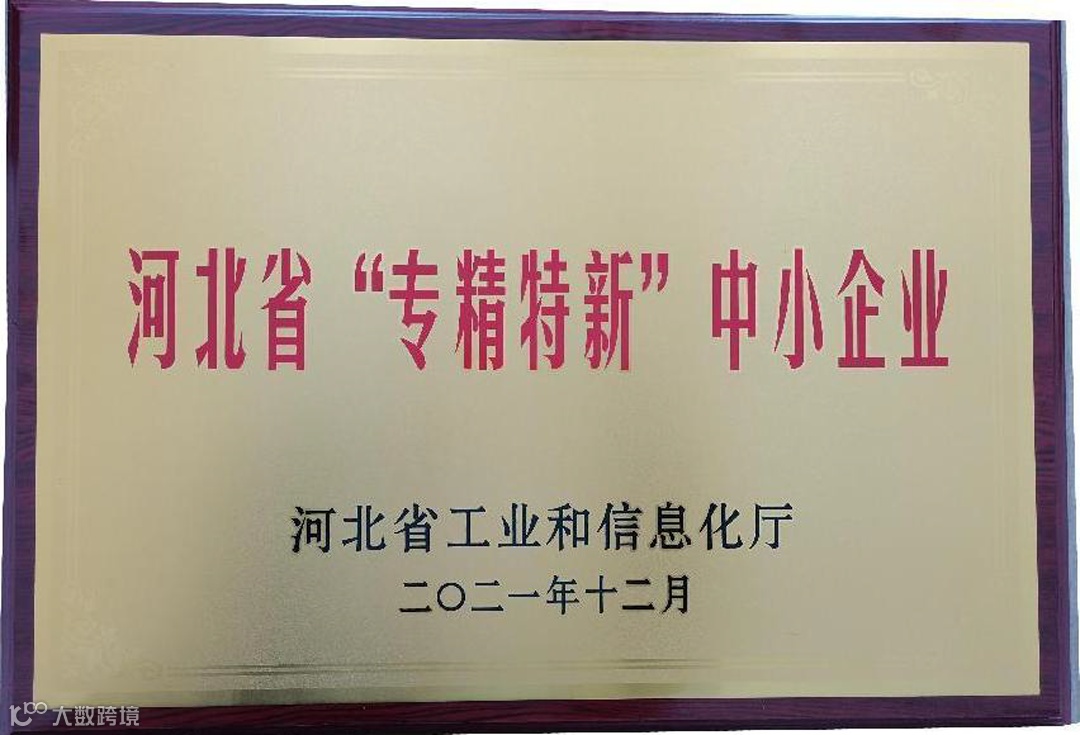 河北省“专精特新”中小企业
河北省工业和信息化厅
二〇二一年十二月
大数跨境